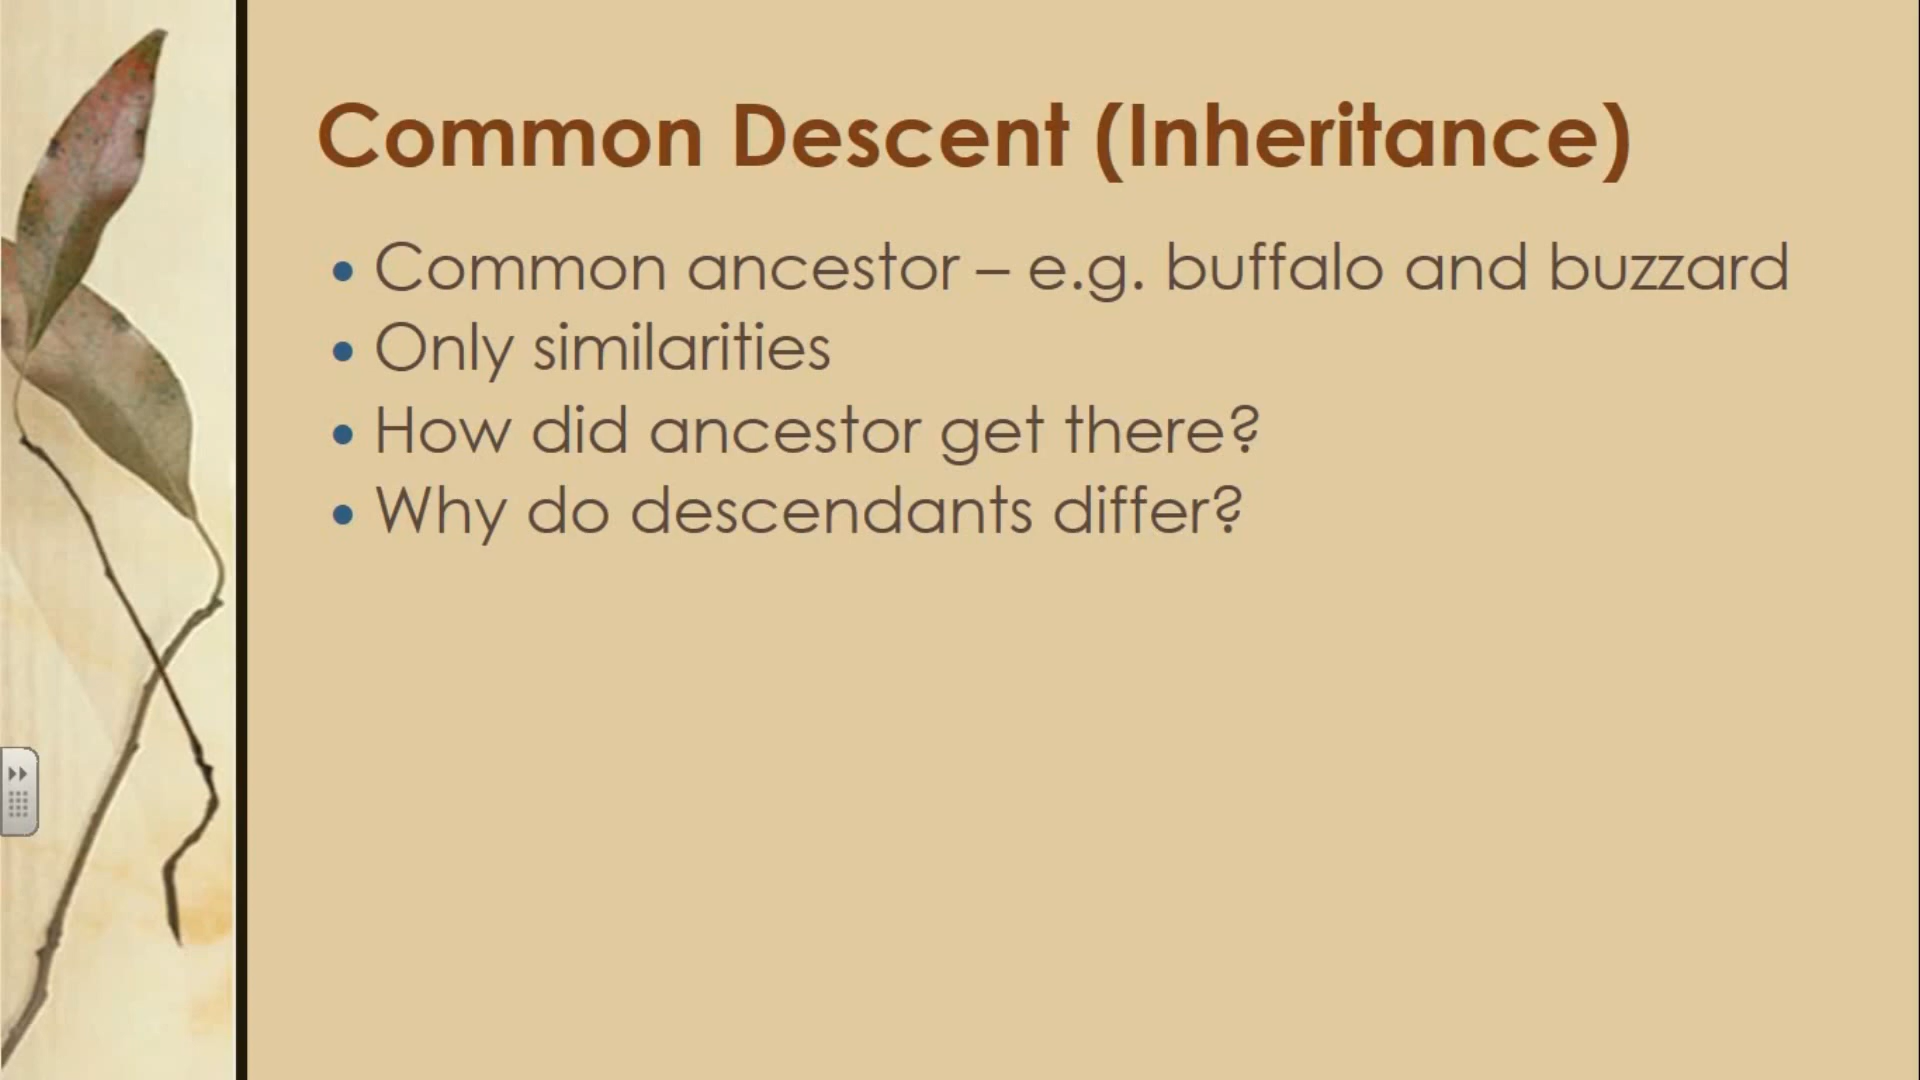 Common Descent (Inheritance)
• Common ancestor – e.g. buffalo and buzzard
• Only similarities
• How did ancestor get there?
• Why do descendants differ?